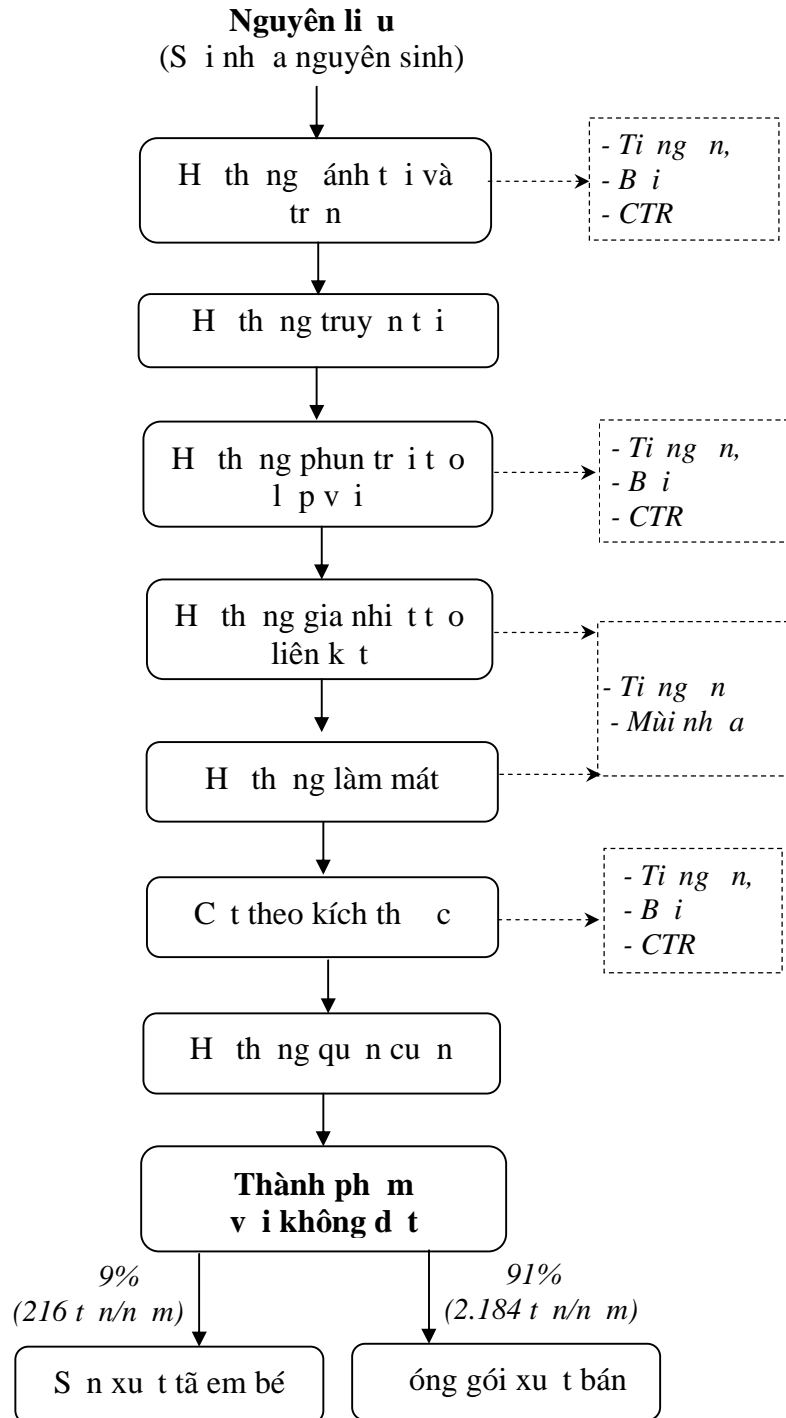 Nguyên li u
(S i nh a nguyên sinh)
H th ng ánh t i và
tr n
- Ti ng n,
- B i
- CTR
H th ng truy n t i
H th ng phun tr i t o
l p v i
- Ti ng n,
- B i
- CTR
H th ng gia nhi t t o
liên k t
- Ti ng n
- Mùi nh a
H th ng làm mát
C t theo kích th c
- Ti ng n,
- B i
- CTR
H th ng qu n cu n
Thành ph m
v i không d t
9%
(216 t n/n m)
91%
(2.184 t n/n m)
S n xu t tã em bé
óng gói xu t bán